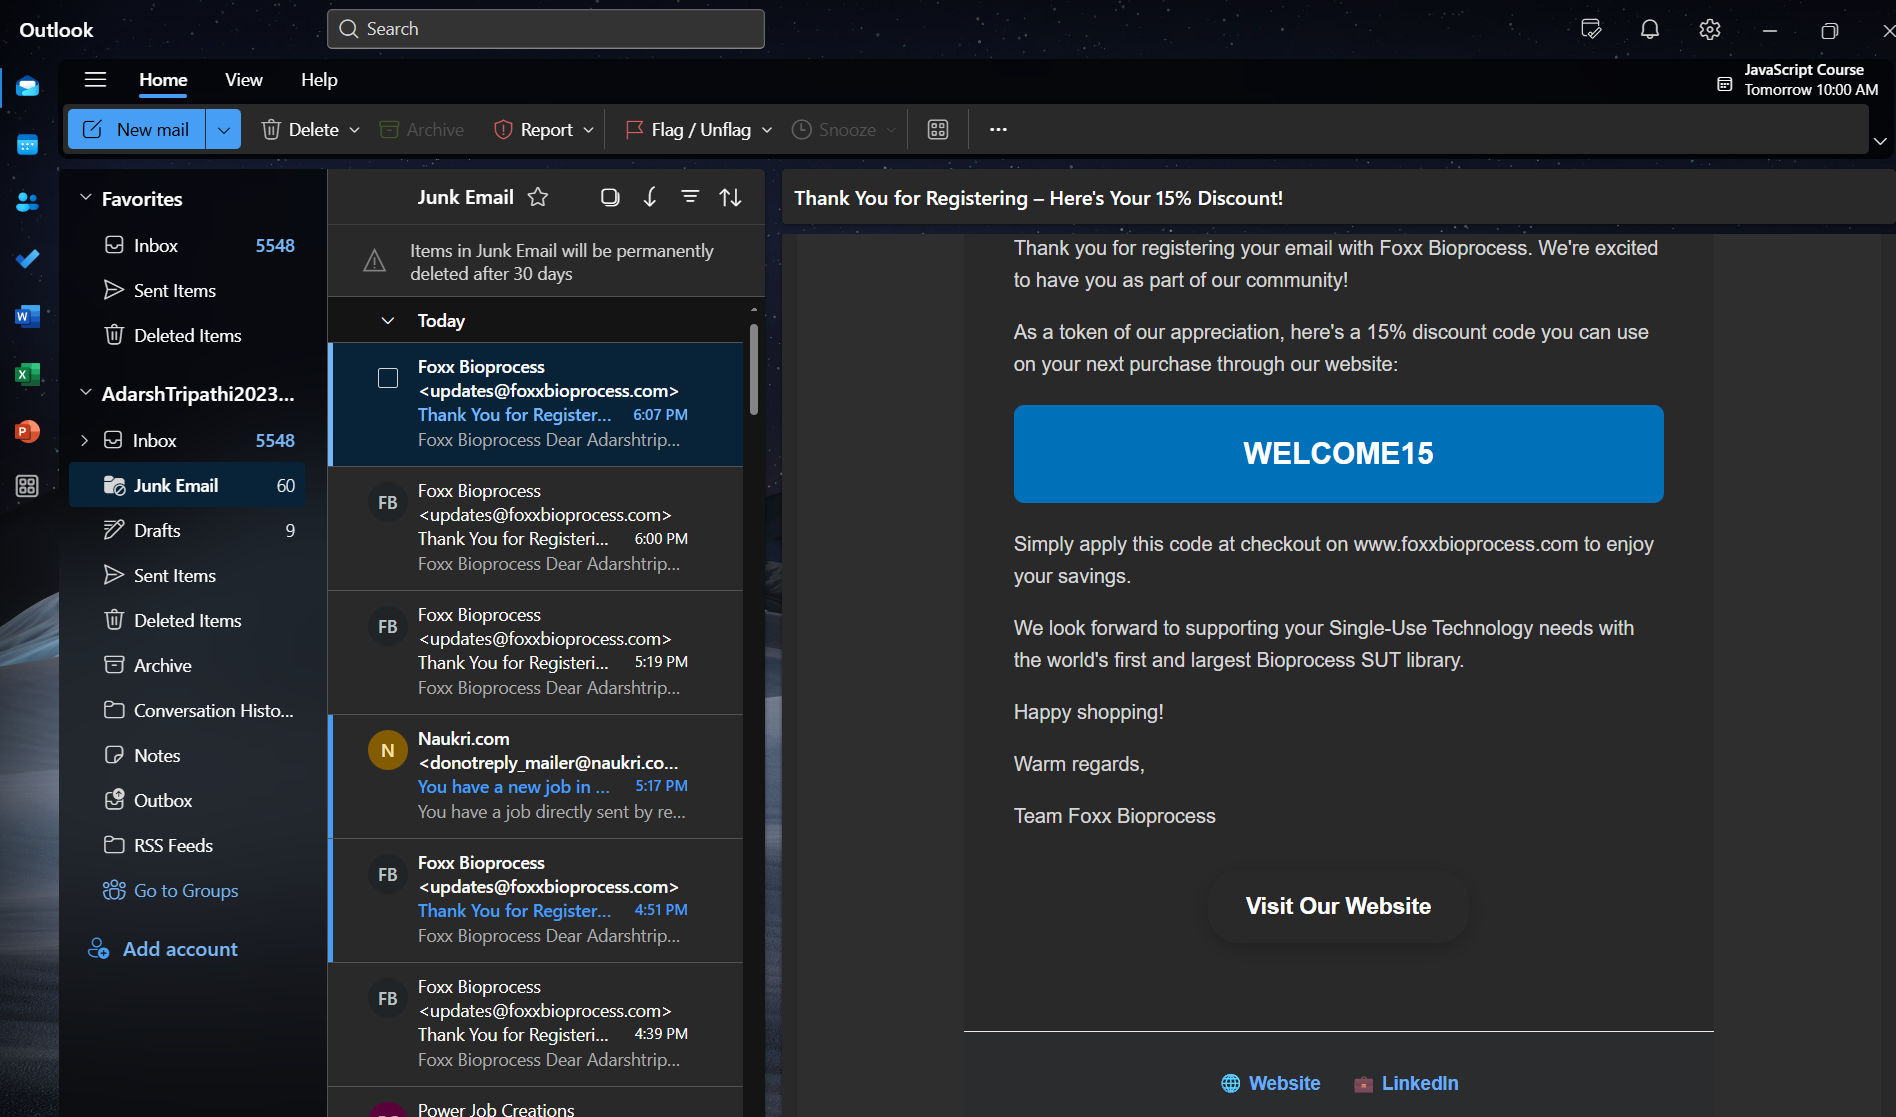 Outlook
Search
Home
View
Help
JavaScript Course
Tomorrow 10:00 AM
New mail
Delete
Archive
Report
Flag / Unflag
Snooze
Favorites
Inbox 5548
Sent Items
Deleted Items
AdarshTripathi2023...
Inbox 5548
Junk Email 60
Drafts 9
Sent Items
Deleted Items
Archive
Conversation Histo...
Notes
Outbox
RSS Feeds
Go to Groups
Add account
Junk Email
Items in Junk Email will be permanently
deleted after 30 days
Today
Foxx Bioprocess
<updates@foxxbioprocess.com>
Thank You for Register... 6:07 PM
Foxx Bioprocess Dear Adarshtrip...
FB
Foxx Bioprocess
<updates@foxxbioprocess.com>
Thank You for Registeri... 6:00 PM
Foxx Bioprocess Dear Adarshtrip...
FB
Foxx Bioprocess
<updates@foxxbioprocess.com>
Thank You for Registeri... 5:19 PM
Foxx Bioprocess Dear Adarshtrip...
N
Naukri.com
<donotreply_mailer@naukri.co...
You have a new job in ... 5:17 PM
You have a job directly sent by re...
FB
Foxx Bioprocess
<updates@foxxbioprocess.com>
Thank You for Register... 4:51 PM
Foxx Bioprocess Dear Adarshtrip...
FB
Foxx Bioprocess
<updates@foxxbioprocess.com>
Thank You for Registeri... 4:39 PM
Foxx Bioprocess Dear Adarshtrip...
Power Job Creations
Thank You for Registering – Here's Your 15% Discount!
Thank you for registering your email with Foxx Bioprocess. We're excited
to have you as part of our community!
As a token of our appreciation, here's a 15% discount code you can use
on your next purchase through our website:
WELCOME15
Simply apply this code at checkout on www.foxxbioprocess.com to enjoy
your savings.
We look forward to supporting your Single-Use Technology needs with
the world's first and largest Bioprocess SUT library.
Happy shopping!
Warm regards,
Team Foxx Bioprocess
Visit Our Website
Website
LinkedIn